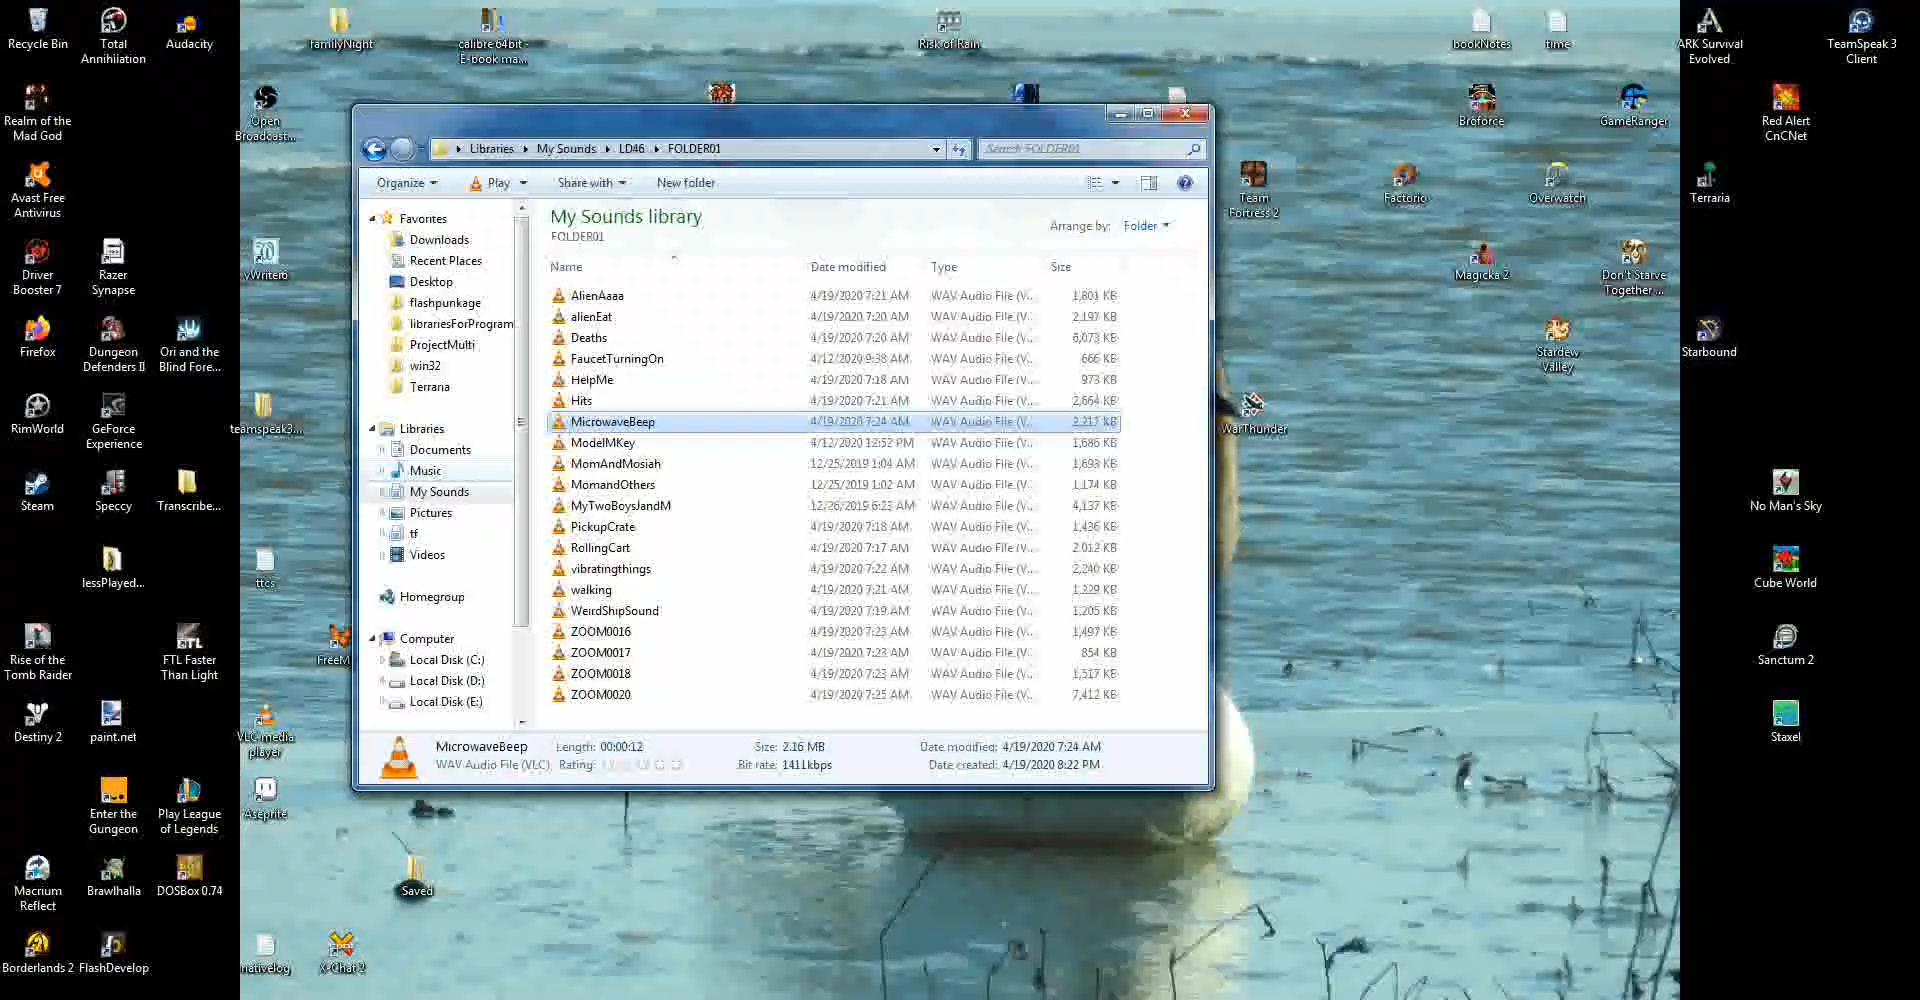 Recycle Bin
Total
Annihilation
Audacity
familyNight
calibre 64bit -
E-book ma...
Risk of Rain
bookNotes
time
ARK Survival
Evolved
TeamSpeak 3
Client
Realm of the
Mad God
Open
Broadcast...
Broforce
GameRanger
Red Alert
CnCNet
Avast Free
Antivirus
Team
Fortress 2
Factorio
Overwatch
Terraria
Driver
Booster 7
Razer
Synapse
yWriter6
Magicka 2
Don't Starve
Together ...
Firefox
Dungeon
Defenders II
Ori and the
Blind Fore...
Stardew
Valley
Starbound
RimWorld
GeForce
Experience
teamspeak3...
WarThunder
Steam
Speccy
Transcribe...
No Man's Sky
lessPlayed...
ttcs
Cube World
Rise of the
Tomb Raider
FTL Faster
Than Light
FreeM
Sanctum 2
Destiny 2
paint.net
VLC media
player
Staxel
Enter the
Gungeon
Play League
of Legends
Aseprite
Macrium
Reflect
Brawlhalla
DOSBox 0.74
Saved
Borderlands 2
FlashDevelop
nativelog
X-Chat 2
Libraries
My Sounds
LD46
FOLDER01
Search FOLDER01
Organize
Play
Share with
New folder
Favorites
Downloads
Recent Places
Desktop
flashpunkage
librariesForProgram
ProjectMulti
win32
Terrana
Libraries
Documents
Music
My Sounds
Pictures
tf
Videos
Homegroup
Computer
Local Disk (C:)
Local Disk (D:)
Local Disk (E:)
My Sounds library
FOLDER01
Arrange by: Folder
Name Date modified Type Size
AlienAaaa 4/19/2020 7:21 AM WAV Audio File (V... 1,801 KB
alienEat 4/19/2020 7:20 AM WAV Audio File (V... 2,197 KB
Deaths 4/19/2020 7:20 AM WAV Audio File (V... 6,073 KB
FaucetTurningOn 4/12/2020 9:38 AM WAV Audio File (V... 666 KB
HelpMe 4/19/2020 7:18 AM WAV Audio File (V... 973 KB
Hits 4/19/2020 7:21 AM WAV Audio File (V... 2,664 KB
MicrowaveBeep 4/19/2020 7:24 AM WAV Audio File (V... 2,217 KB
ModelMKey 4/12/2020 12:52 PM WAV Audio File (V... 1,686 KB
MomAndMosiah 12/25/2019 1:04 AM WAV Audio File (V... 1,693 KB
MomandOthers 12/25/2019 1:02 AM WAV Audio File (V... 1,174 KB
MyTwoBoysJandM 12/26/2019 6:23 AM WAV Audio File (V... 4,137 KB
PickupCrate 4/19/2020 7:18 AM WAV Audio File (V... 1,436 KB
RollingCart 4/19/2020 7:17 AM WAV Audio File (V... 2,012 KB
vibratingthings 4/19/2020 7:22 AM WAV Audio File (V... 2,240 KB
walking 4/19/2020 7:21 AM WAV Audio File (V... 1,229 KB
WeirdShipSound 4/19/2020 7:19 AM WAV Audio File (V... 1,205 KB
ZOOM0016 4/19/2020 7:23 AM WAV Audio File (V... 1,497 KB
ZOOM0017 4/19/2020 7:23 AM WAV Audio File (V... 854 KB
ZOOM0018 4/19/2020 7:23 AM WAV Audio File (V... 1,517 KB
ZOOM0020 4/19/2020 7:25 AM WAV Audio File (V... 7,412 KB
MicrowaveBeep Length: 00:00:12 Size: 2.16 MB Date modified: 4/19/2020 7:24 AM
WAV Audio File (VLC) Rating: Bit rate: 1411kbps Date created: 4/19/2020 8:22 PM